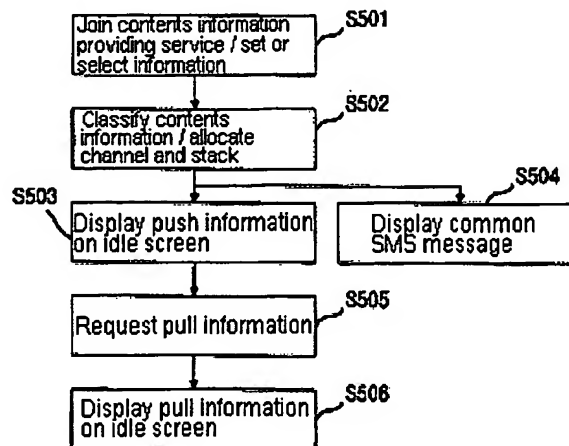 Join contents information
providing service / set or
select information
S501
Classify contents
information / allocate
channel and stack
S502
S503
Display push information
on idle screen
S504
Display common
SMS message
Request pull information
S505
Display pull information
on idle screen
S506